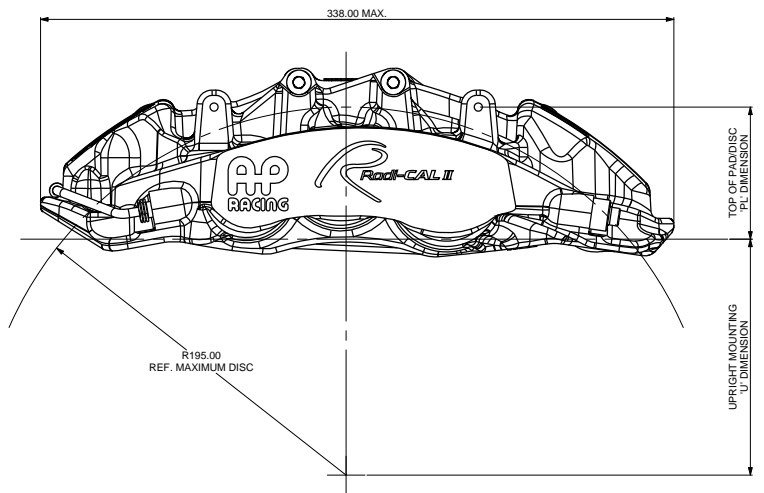 338.00 MAX.
AP
RACING
R
Radi-CAL II
TOP OF PAD/DISC
"PL' DIMENSION
R195.00
REF. MAXIMUM DISC
UPRIGHT MOUNTING
'U' DIMENSION